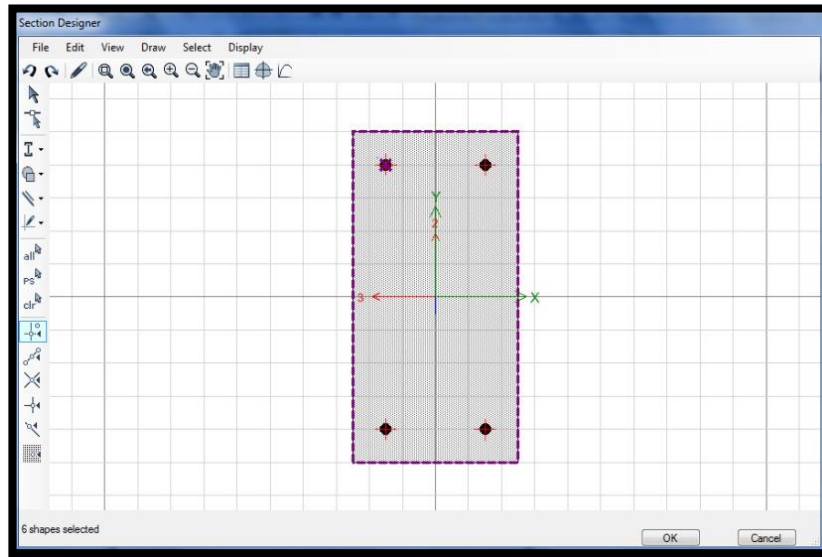 Section Designer
File Edit View Draw Select Display
all
PS
clr
Y
2
3
X
6 shapes selected
OK Cancel